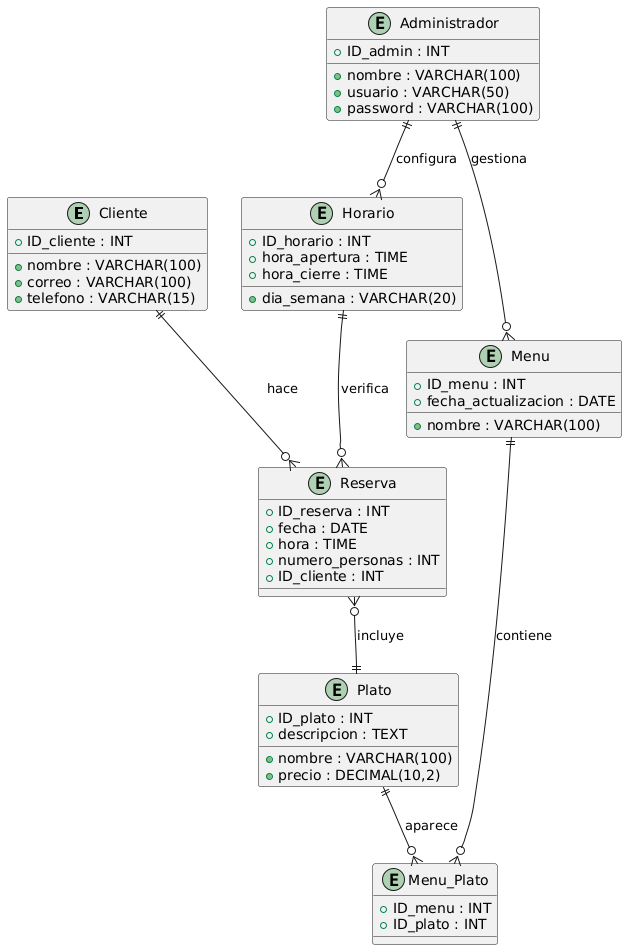 E Administrador
ID_admin : INT
nombre : VARCHAR(100)
usuario : VARCHAR(50)
password : VARCHAR(100)
configura
gestiona
E Cliente
ID_cliente : INT
nombre : VARCHAR(100)
correo : VARCHAR(100)
telefono : VARCHAR(15)
E Horario
ID_horario : INT
hora_apertura : TIME
hora_cierre : TIME
dia_semana : VARCHAR(20)
E Menu
ID_menu : INT
fecha_actualizacion : DATE
nombre : VARCHAR(100)
hace
verifica
E Reserva
ID_reserva : INT
fecha : DATE
hora : TIME
numero_personas : INT
ID_cliente : INT
incluye
contiene
E Plato
ID_plato : INT
descripcion : TEXT
nombre : VARCHAR(100)
precio : DECIMAL(10,2)
aparece
E Menu_Plato
ID_menu : INT
ID_plato : INT